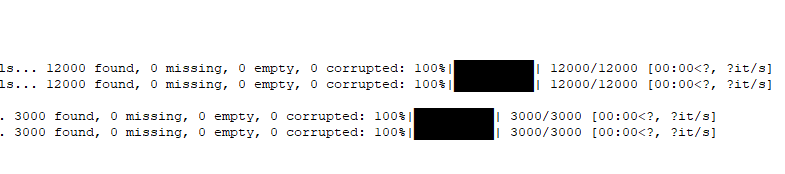 ls... 12000 found, 0 missing, 0 empty, 0 corrupted: 100%|██████████| 12000/12000 [00:00<?, ?it/s]
ls... 12000 found, 0 missing, 0 empty, 0 corrupted: 100%|██████████| 12000/12000 [00:00<?, ?it/s]
. 3000 found, 0 missing, 0 empty, 0 corrupted: 100%|██████████| 3000/3000 [00:00<?, ?it/s]
. 3000 found, 0 missing, 0 empty, 0 corrupted: 100%|██████████| 3000/3000 [00:00<?, ?it/s]